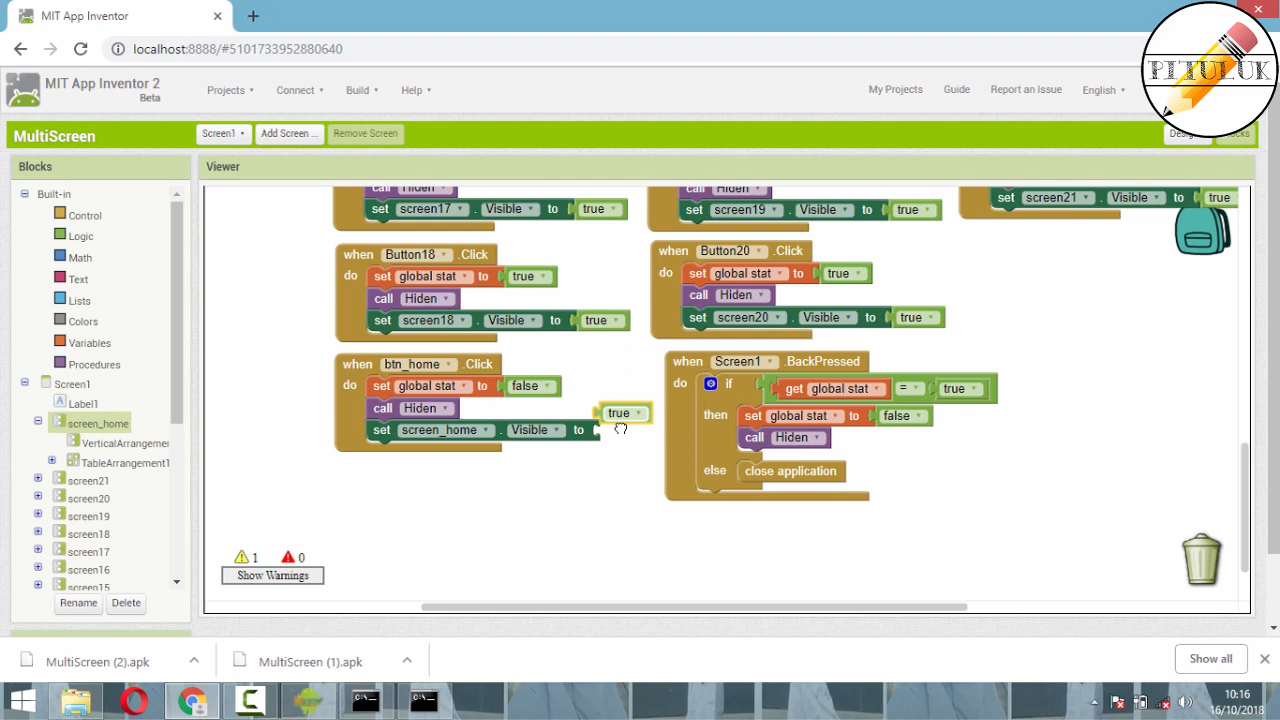 MIT App Inventor
localhost:8888/#5101733952880640
PITULUK
MIT App Inventor 2
Beta
Projects
Connect
Build
Help
My Projects
Guide
Report an Issue
English
MultiScreen
Screen1
Add Screen ...
Remove Screen
Blocks
Viewer
Built-in
Control
Logic
Math
Text
Lists
Colors
Variables
Procedures
Screen1
Label1
screen_home
VerticalArrangeme
TableArrangement1
screen21
screen20
screen19
screen18
screen17
screen16
screen15
Rename
Delete
call Hiden
set screen17 . Visible to true
call Hiden
set screen19 . Visible to true
set screen21 . Visible to true
when Button18 .Click
do set global stat to true
call Hiden
set screen18 . Visible to true
when Button20 .Click
do set global stat to true
call Hiden
set screen20 . Visible to true
when btn_home .Click
do set global stat to false
call Hiden
set screen_home . Visible to
true
when Screen1 .BackPressed
do if get global stat = true
then set global stat to false
call Hiden
else close application
1 0
Show Warnings
MultiScreen (2).apk
MultiScreen (1).apk
Show all
10:16
16/10/2018